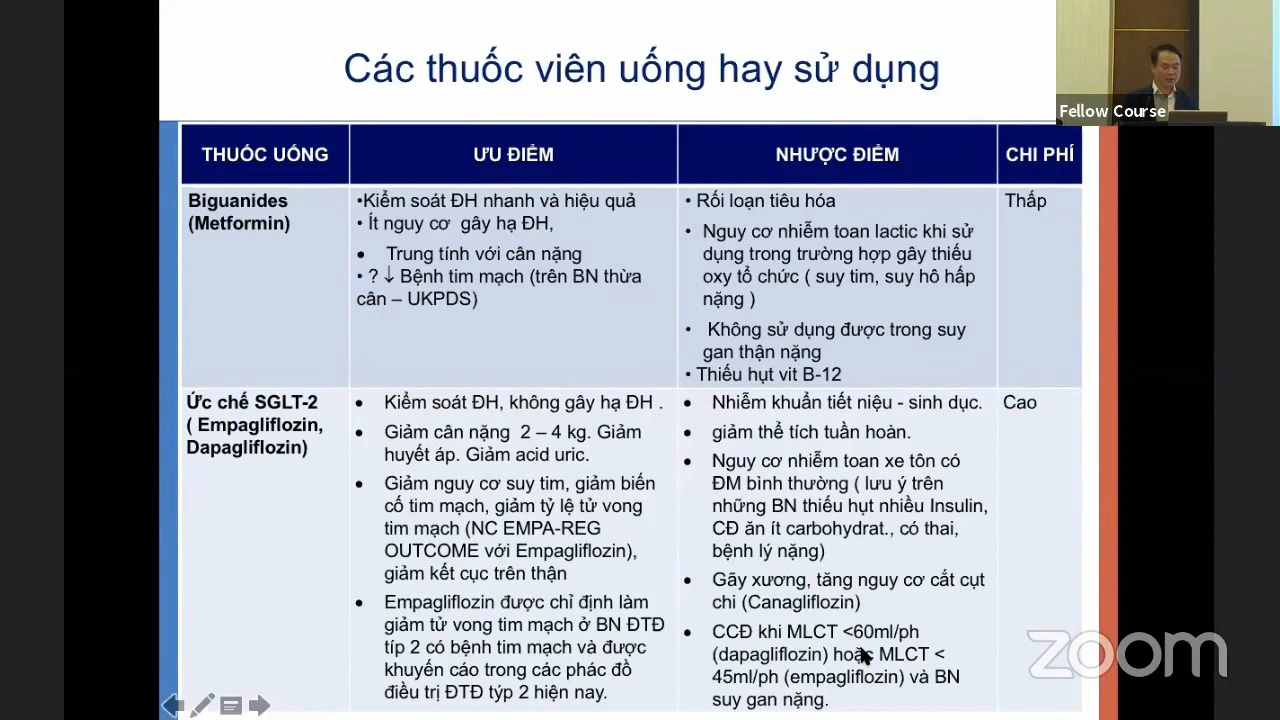 Các thuốc viên uống hay sử dụng
Fellow Course
THUỐC UỐNG
ƯU ĐIỂM
NHƯỢC ĐIỂM
CHI PHÍ
Biguanides
(Metformin)
•Kiểm soát ĐH nhanh và hiệu quả
• Ít nguy cơ gây hạ ĐH,
• Trung tính với cân nặng
• ? ↓ Bệnh tim mạch (trên BN thừa
cân – UKPDS)
• Rối loạn tiêu hóa
• Nguy cơ nhiễm toan lactic khi sử
dụng trong trường hợp gây thiếu
oxy tổ chức ( suy tim, suy hô hấp
nặng )
• Không sử dụng được trong suy
gan thận nặng
• Thiếu hụt vit B-12
Thấp
Ức chế SGLT-2
( Empagliflozin,
Dapagliflozin)
• Kiểm soát ĐH, không gây hạ ĐH .
• Giảm cân nặng 2 – 4 kg. Giảm
huyết áp. Giảm acid uric.
• Giảm nguy cơ suy tim, giảm biến
cố tim mạch, giảm tỷ lệ tử vong
tim mạch (NC EMPA-REG
OUTCOME với Empagliflozin),
giảm kết cục trên thận
• Empagliflozin được chỉ định làm
giảm tử vong tim mạch ở BN ĐTĐ
típ 2 có bệnh tim mạch và được
khuyến cáo trong các phác đồ
điều trị ĐTĐ týp 2 hiện nay.
• Nhiễm khuẩn tiết niệu - sinh dục.
• giảm thể tích tuần hoàn.
• Nguy cơ nhiễm toan xe tôn có
ĐM bình thường ( lưu ý trên
những BN thiếu hụt nhiều Insulin,
CĐ ăn ít carbohydrat., có thai,
bệnh lý nặng)
• Gãy xương, tăng nguy cơ cắt cụt
chi (Canagliflozin)
• CCĐ khi MLCT <60ml/ph
(dapagliflozin) hoặc MLCT <
45ml/ph (empagliflozin) và BN
suy gan nặng.
Cao
zoom